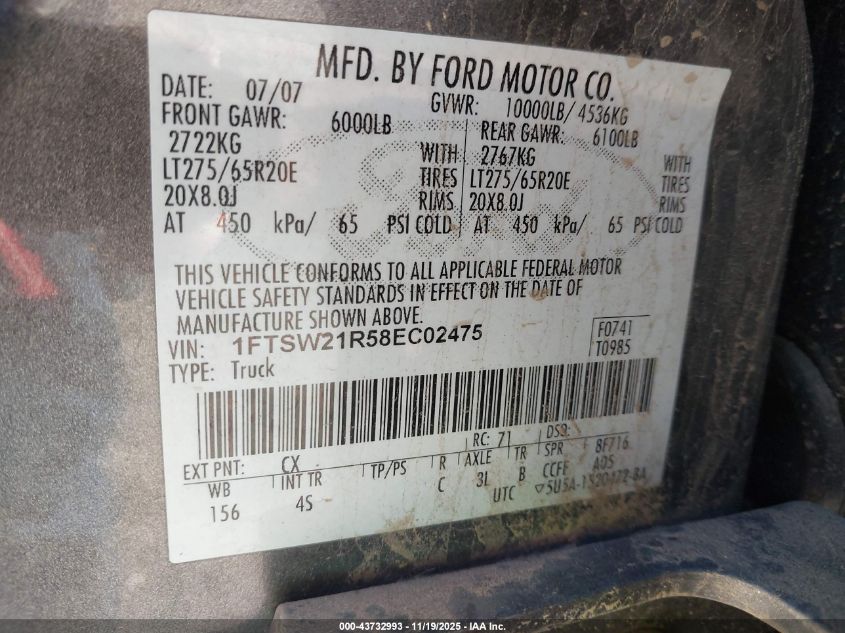 MFD. BY FORD MOTOR CO.
DATE: 07/07 GVWR: 10000LB/ 4536KG
FRONT GAWR: 6000LB REAR GAWR: 6100LB
2722KG WITH 2767KG WITH
LT275/65R20E TIRES LT275/65R20E TIRES
20X8.0J RIMS 20X8.0J RIMS
AT 450 kPa/ 65 PSI COLD AT 450 kPa/ 65 PSI COLD
THIS VEHICLE CONFORMS TO ALL APPLICABLE FEDERAL MOTOR
VEHICLE SAFETY STANDARDS IN EFFECT ON THE DATE OF
MANUFACTURE SHOWN ABOVE.
VIN: 1FTSW21R58EC02475 F0741
TYPE: Truck T0985
RC: 71 DSO:
EXT PNT: CX TP/PS R AXLE TR SPR 8F716
WB INT TR C 3L B CCFF A05
156 4S UTC
000-43732993 - 11/19/2025 - IAA Inc.